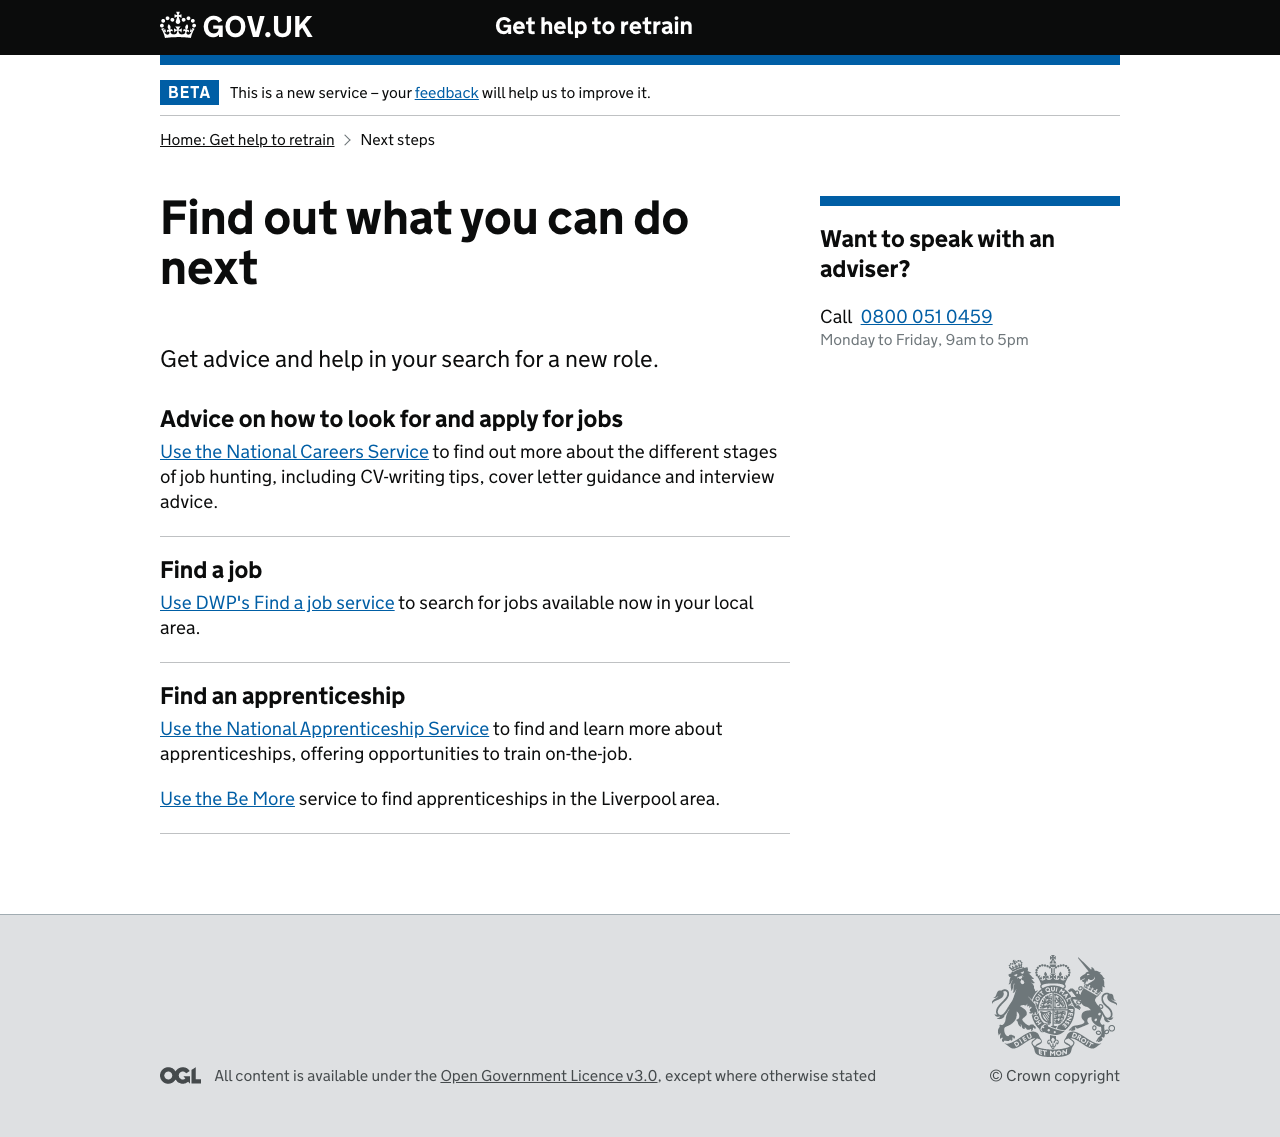 GOV.UK
Get help to retrain
BETA
This is a new service – your feedback will help us to improve it.
Home: Get help to retrain
Next steps
Find out what you can do
next
Get advice and help in your search for a new role.
Advice on how to look for and apply for jobs
Use the National Careers Service to find out more about the different stages
of job hunting, including CV-writing tips, cover letter guidance and interview
advice.
Find a job
Use DWP's Find a job service to search for jobs available now in your local
area.
Find an apprenticeship
Use the National Apprenticeship Service to find and learn more about
apprenticeships, offering opportunities to train on-the-job.
Use the Be More service to find apprenticeships in the Liverpool area.
Want to speak with an
adviser?
Call 0800 051 0459
Monday to Friday, 9am to 5pm
OGL
All content is available under the Open Government Licence v3.0, except where otherwise stated
DIEU ET MON DROIT
© Crown copyright